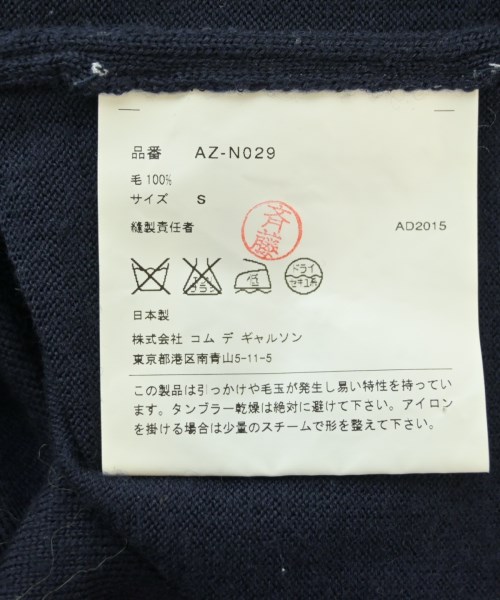 品番 AZ-N029
毛 100%
サイズ S
縫製責任者 斉藤 AD2015
低 ドライ
日本製
株式会社 コム デ ギャルソン
東京都港区南青山5-11-5
この製品は引っかけや毛玉が発生し易い特性を持ってい
ます。タンブラー乾燥は絶対に避けて下さい。アイロン
を掛ける場合は少量のスチームで形を整えて下さい。